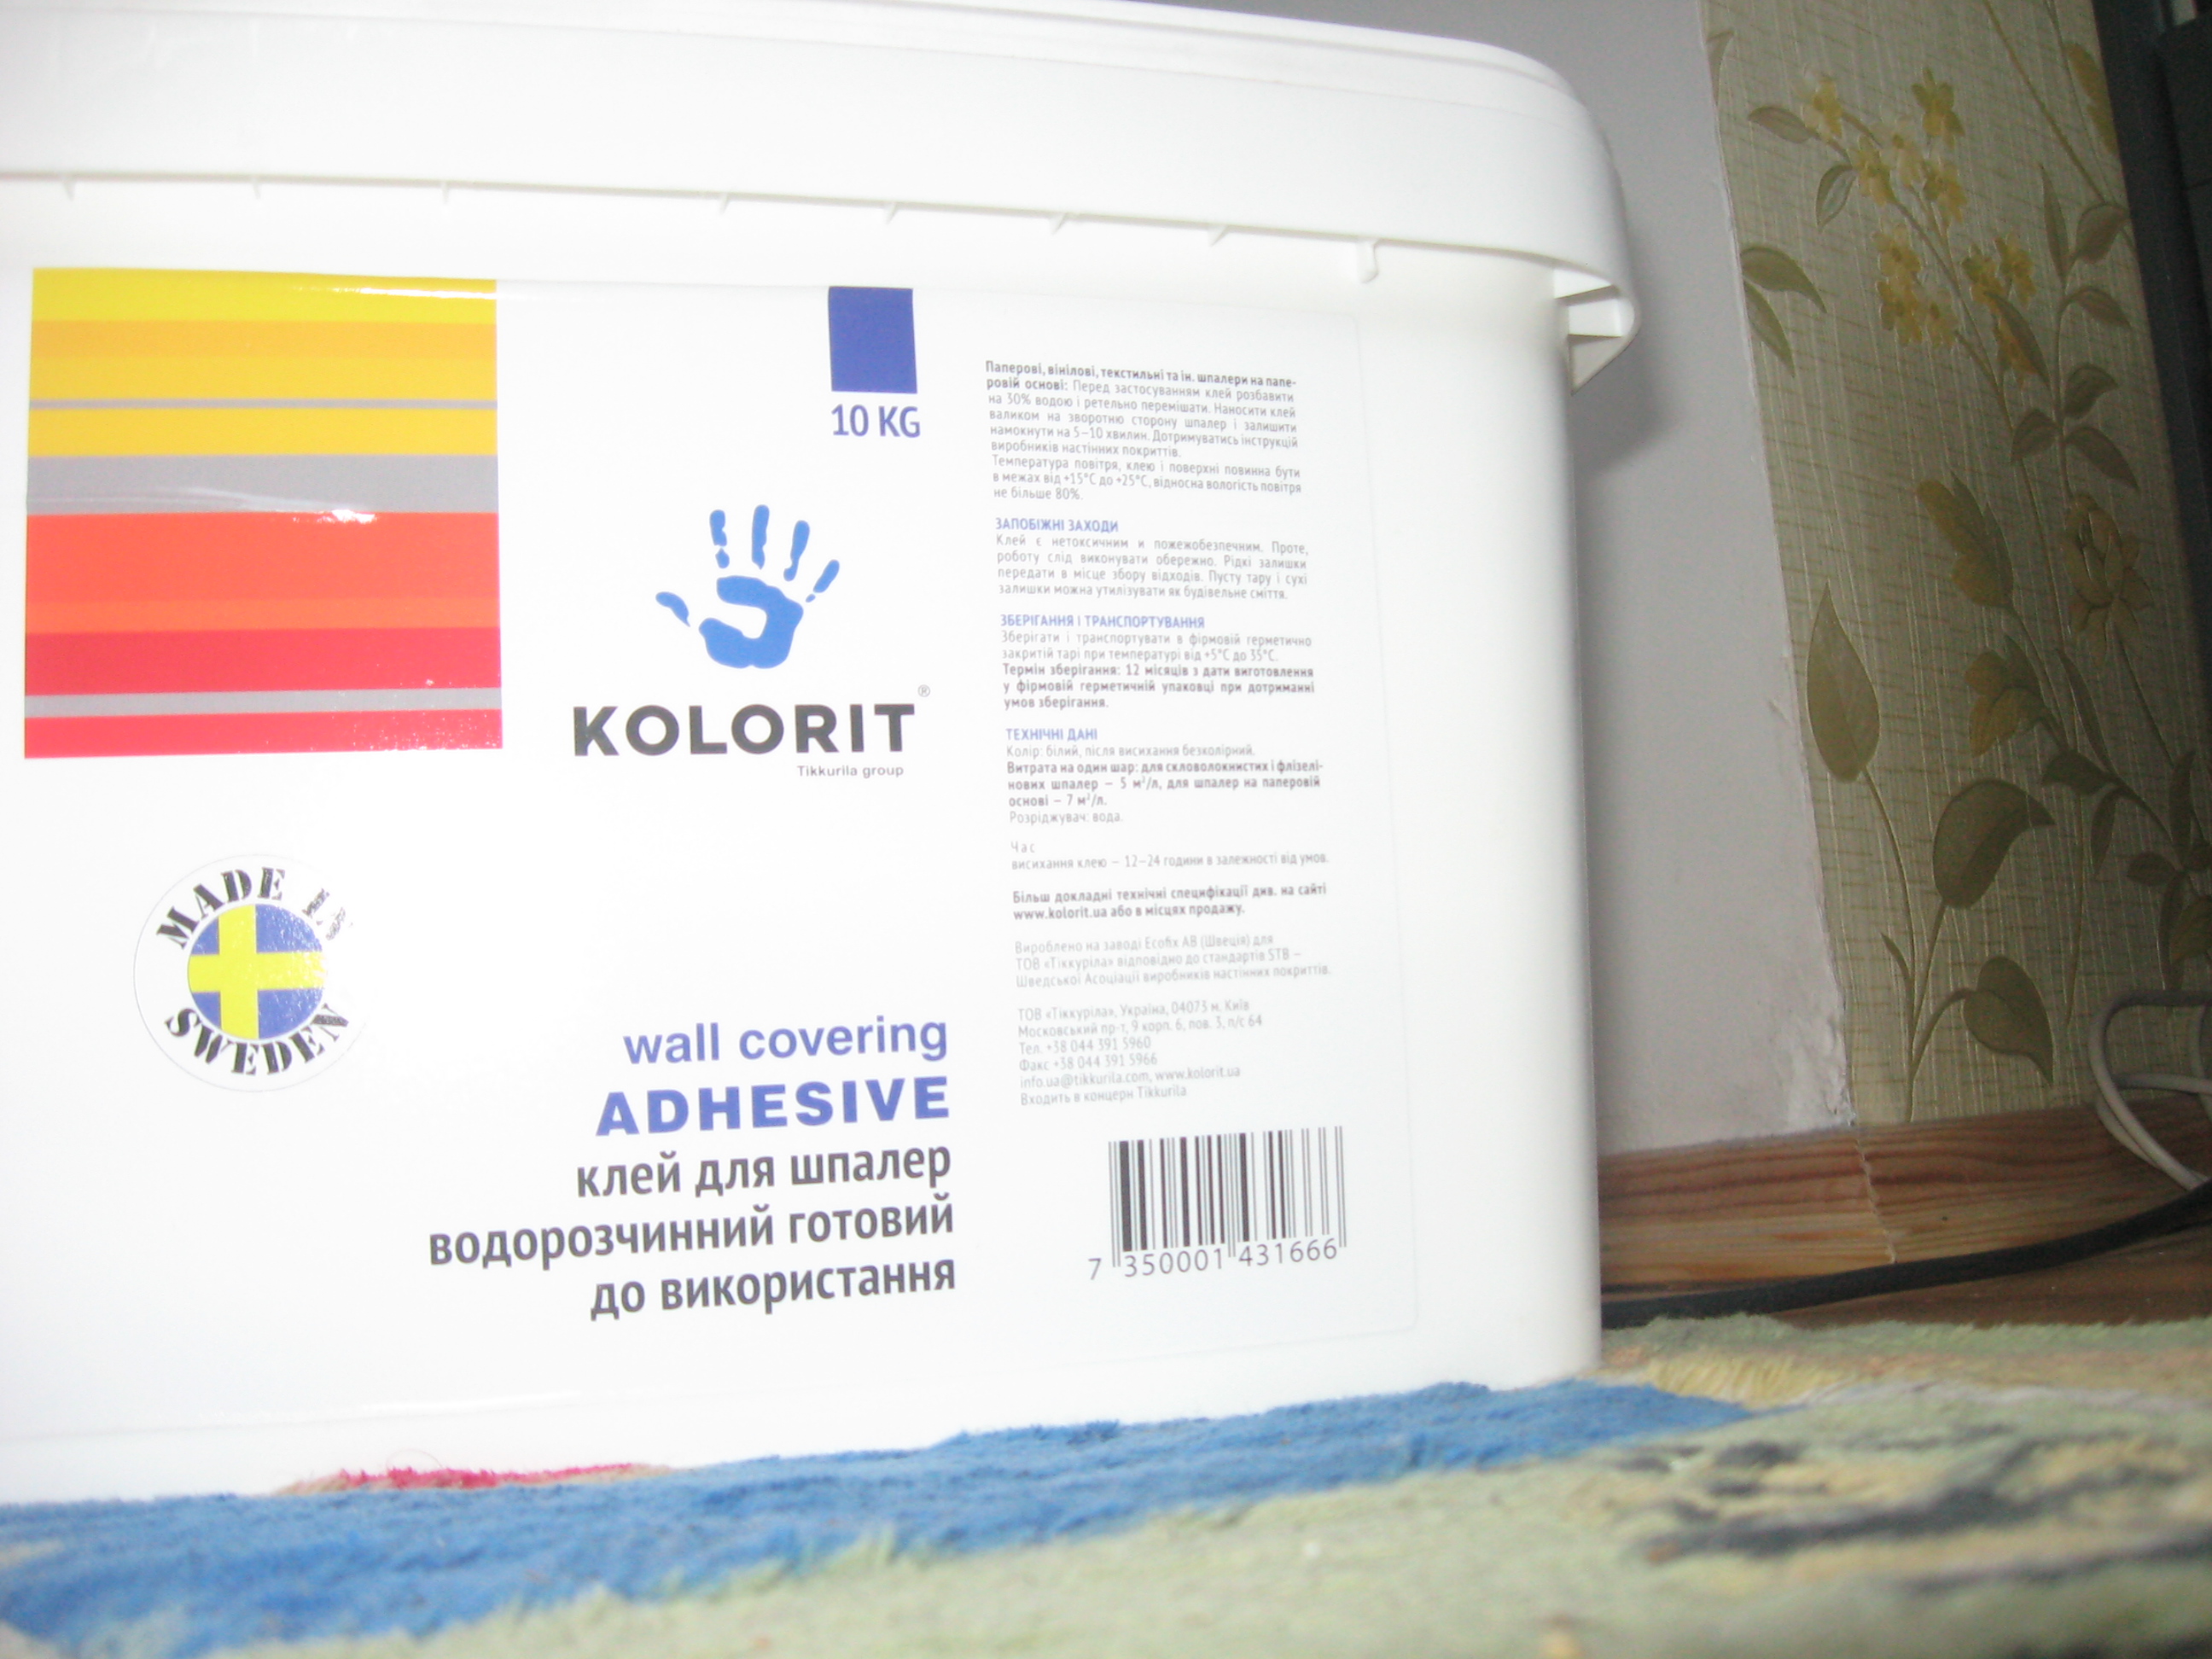 10 KG
KOLORIT®
Tikkurila group
MADE IN
SWEDEN
wall covering
ADHESIVE
клей для шпалер
водорозчинний готовий
до використання
Паперові, вінілові, текстильні та ін. шпалери на папе-
ровій основі: Перед застосуванням клей розбавити
на 30% водою і ретельно перемішати. Наносити клей
валиком на зворотню сторону шпалер і залишити
намокнути на 5–10 хвилин. Дотримуватись інструкцій
виробників настінних покриттів.
Температура повітря, клею і поверхні повинна бути
в межах від +15°C до +25°C, відносна вологість повітря
не більше 80%.
ЗАПОБІЖНІ ЗАХОДИ
Клей є нетоксичним и пожежобезпечним. Проте,
роботу слід виконувати обережно. Рідкі залишки
передати в місце збору відходів. Пусту тару і сухі
залишки можна утилізувати як будівельне сміття.
ЗБЕРІГАННЯ І ТРАНСПОРТУВАННЯ
Зберігати і транспортувати в фірмовій герметично
закритій тарі при температурі від +5°C до 35°C.
Термін зберігання: 12 місяців з дати виготовлення
у фірмовій герметичній упаковці при дотриманні
умов зберігання.
ТЕХНІЧНІ ДАНІ
Колір: білий, після висихання безколірний.
Витрата на один шар: для скловолокнистих і флізелі-
нових шпалер – 5 м²/л, для шпалер на паперовій
основі – 7 м²/л.
Розріджувач: вода.
Час
висихання клею – 12–24 години в залежності від умов.
Більш докладні технічні специфікації див. на сайті
www.kolorit.ua або в місцях продажу.
Вироблено на заводі Ecofix AB (Швеція) для
ТОВ «Тіккуріла» відповідно до стандартів STB –
Шведської Асоціації виробників настінних покриттів.
ТОВ «Тіккуріла», Україна, 04073 м. Київ
Московський пр-т, 9 корп. 6, пов. 3, п/с 64
Тел. +38 044 391 5960
Факс +38 044 391 5966
info.ua@tikkurila.com, www.kolorit.ua
Входить в концерн Tikkurila
7 350001 431666